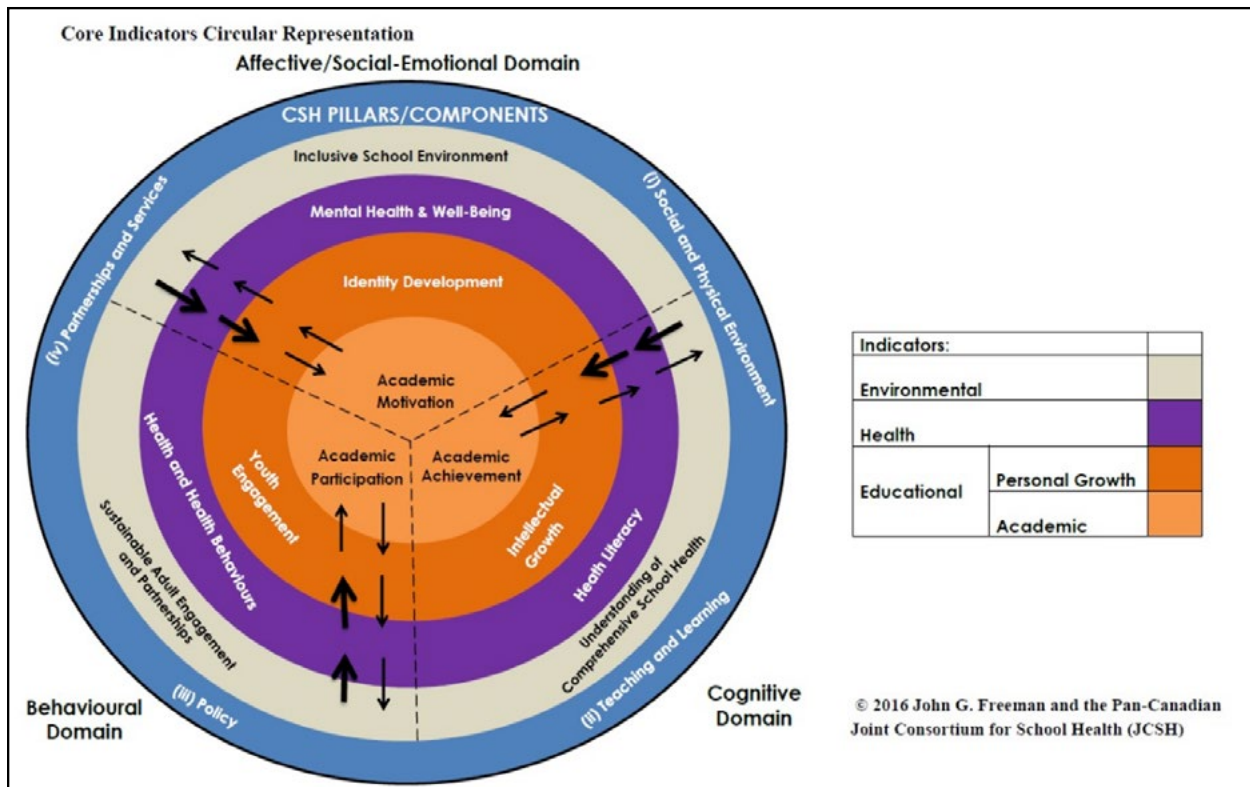 Core Indicators Circular Representation
Affective/Social-Emotional Domain
CSH PILLARS/COMPONENTS
Inclusive School Environment
Mental Health & Well-Being
Identity Development
(iv) Partnerships and Services
(i) Social and Physical Environment
Academic
Motivation
Academic
Participation
Academic
Achievement
Youth
Engagement
Intellectual
Growth
Health and Health Behaviours
Health Literacy
Sustainable Adult Engagement
and Partnerships
Understanding of
Comprehensive School Health
(iii) Policy
(ii) Teaching and Learning
Behavioural
Domain
Cognitive
Domain
Indicators:
Environmental
Health
Educational
Personal Growth
Academic
© 2016 John G. Freeman and the Pan-Canadian
Joint Consortium for School Health (JCSH)